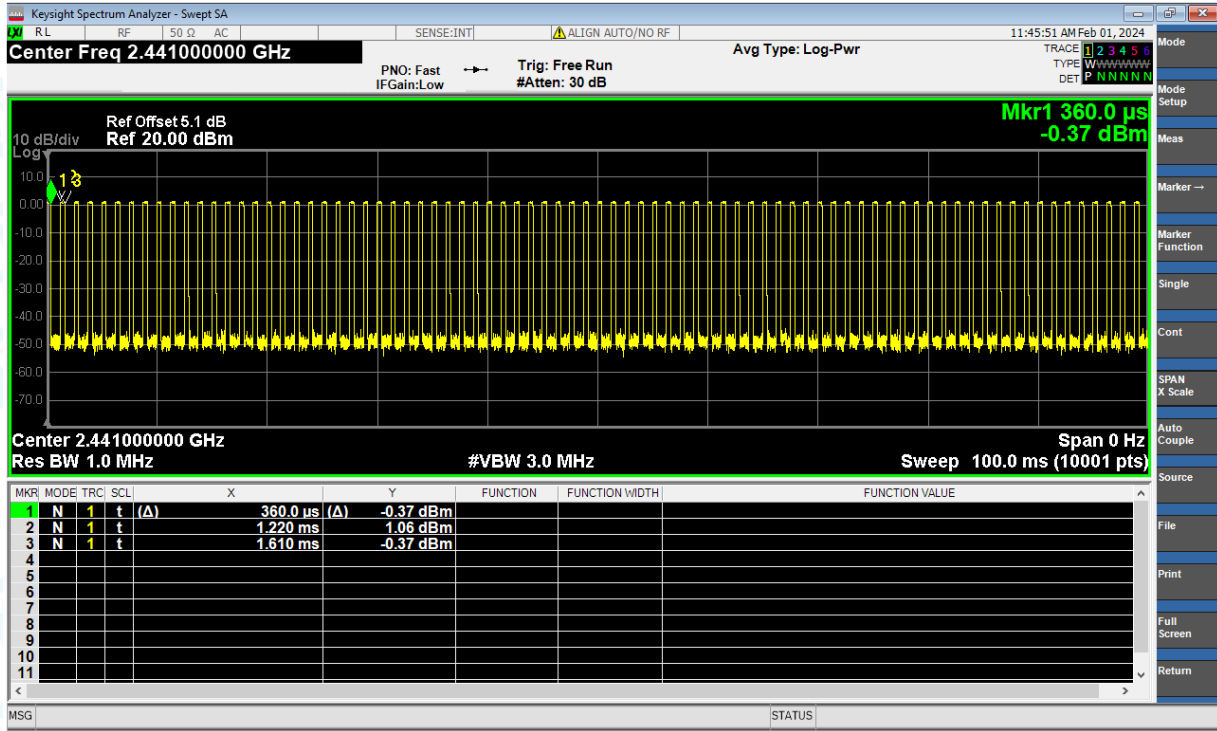 Keysight Spectrum Analyzer - Swept SA
LXI RL RF 50 Ω AC SENSE:INT ALIGN AUTO/NO RF 11:45:51 AM Feb 01, 2024
Center Freq 2.441000000 GHz Avg Type: Log-Pwr TRACE 1 2 3 4 5 6
PNO: Fast Trig: Free Run TYPE WWWWWWW
IFGain:Low #Atten: 30 dB DET P N N N N N
Mkr1 360.0 µs
Ref Offset 5.1 dB
-0.37 dBm
10 dB/div Ref 20.00 dBm
Log
10.0
1 3
0.00
-10.0
-20.0
-30.0
-40.0
-50.0
-60.0
-70.0
Center 2.441000000 GHz Span 0 Hz
Res BW 1.0 MHz #VBW 3.0 MHz Sweep 100.0 ms (10001 pts)
MKR MODE TRC SCL X Y FUNCTION FUNCTION WIDTH FUNCTION VALUE
1 N 1 t (Δ) 360.0 µs (Δ) -0.37 dBm
2 N 1 t 1.220 ms 1.06 dBm
3 N 1 t 1.610 ms -0.37 dBm
4
5
6
7
8
9
10
11
MSG STATUS
Mode
Mode
Setup
Meas
Marker →
Marker
Function
Single
Cont
SPAN
X Scale
Auto
Couple
Source
File
Print
Full
Screen
Return